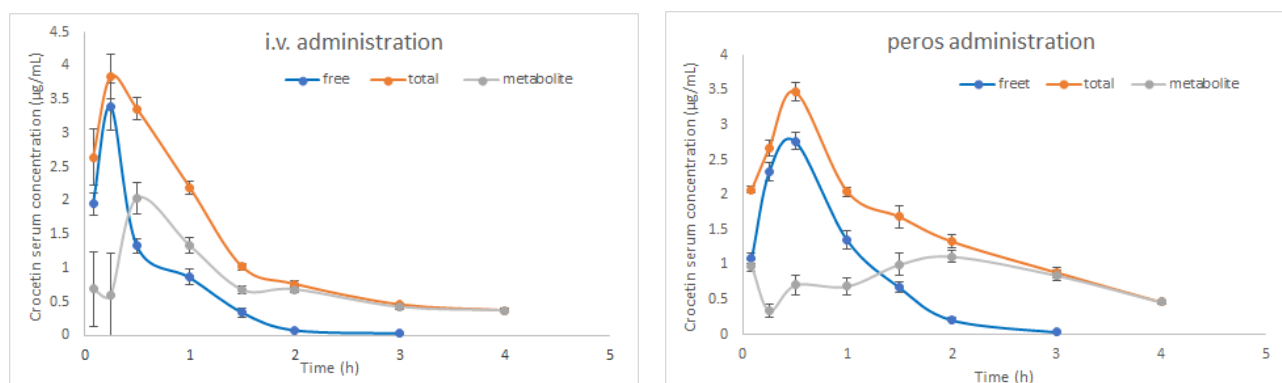 i.v. administration
free total metabolite
Crocetin serum concentration (µg/mL)
4.5
4
3.5
3
2.5
2
1.5
1
0.5
0
0 1 2 3 4 5
Time (h)
peros administration
freet total metabolite
Crocetin serum concentration (µg/mL)
4
3.5
3
2.5
2
1.5
1
0.5
0
0 1 2 3 4 5
Time (h)